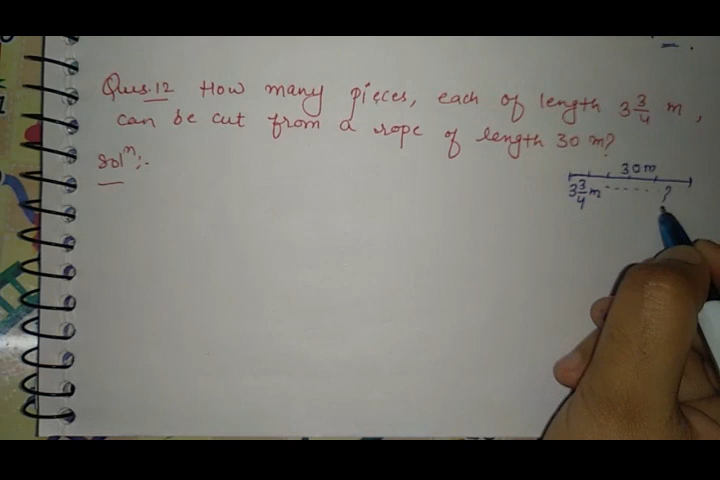 Ques.12 How many pieces, each of length 3 3/4 m,
can be cut from a rope of length 30 m?
Solⁿ:-
30m
3 3/4 m ------ ?